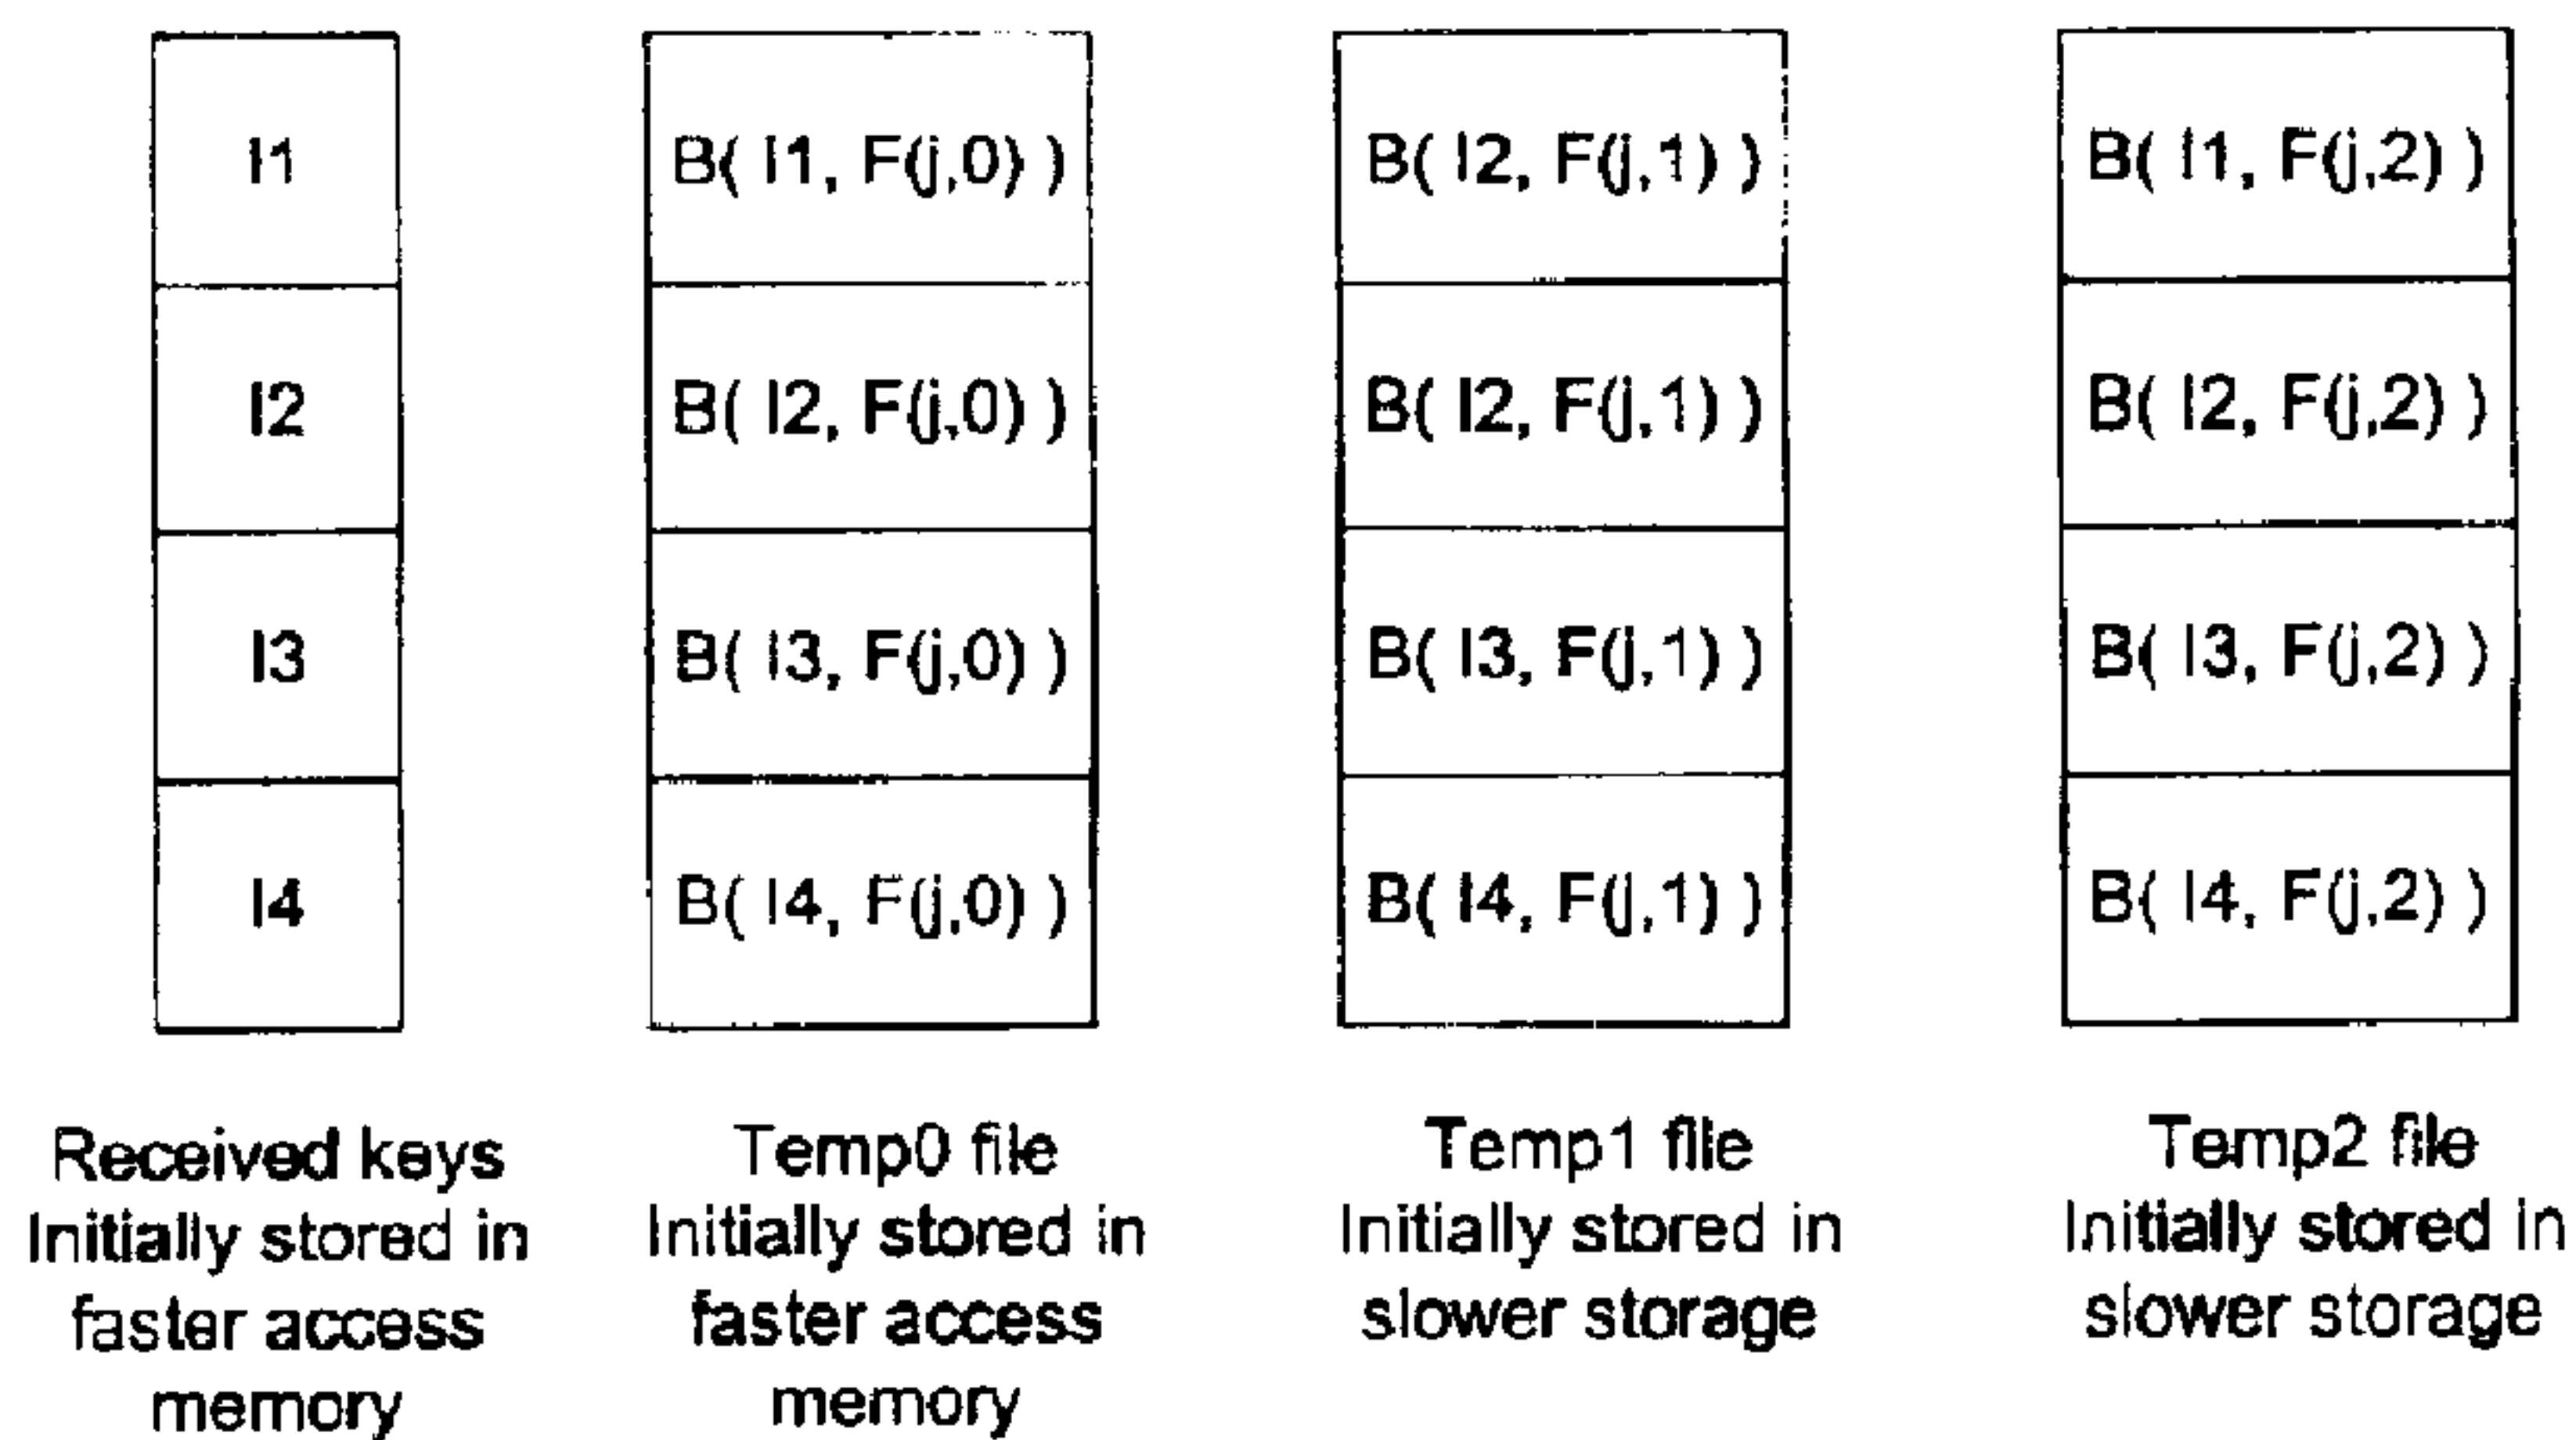 I1
B( I1, F(j,0) )
B( I2, F(j,1) )
B( I1, F(j,2) )
I2
B( I2, F(j,0) )
B( I2, F(j,1) )
B( I2, F(j,2) )
I3
B( I3, F(j,0) )
B( I3, F(j,1) )
B( I3, F(j,2) )
I4
B( I4, F(j,0) )
B( I4, F(j,1) )
B( I4, F(j,2) )
Received keys
Initially stored in
faster access
memory
Temp0 file
Initially stored in
faster access
memory
Temp1 file
Initially stored in
slower storage
Temp2 file
Initially stored in
slower storage